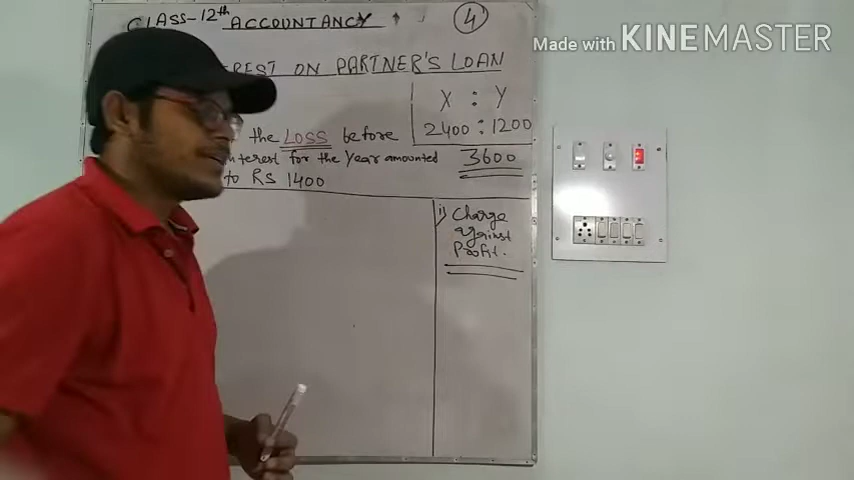 CLASS-12th ACCOUNTANCY
4
Made with KINEMASTER
REST ON PARTNER'S LOAN
X : Y
2400 : 1200
3600
the LOSS before
interest for the year amounted
to RS 1400
i) Charge
against
Profit.